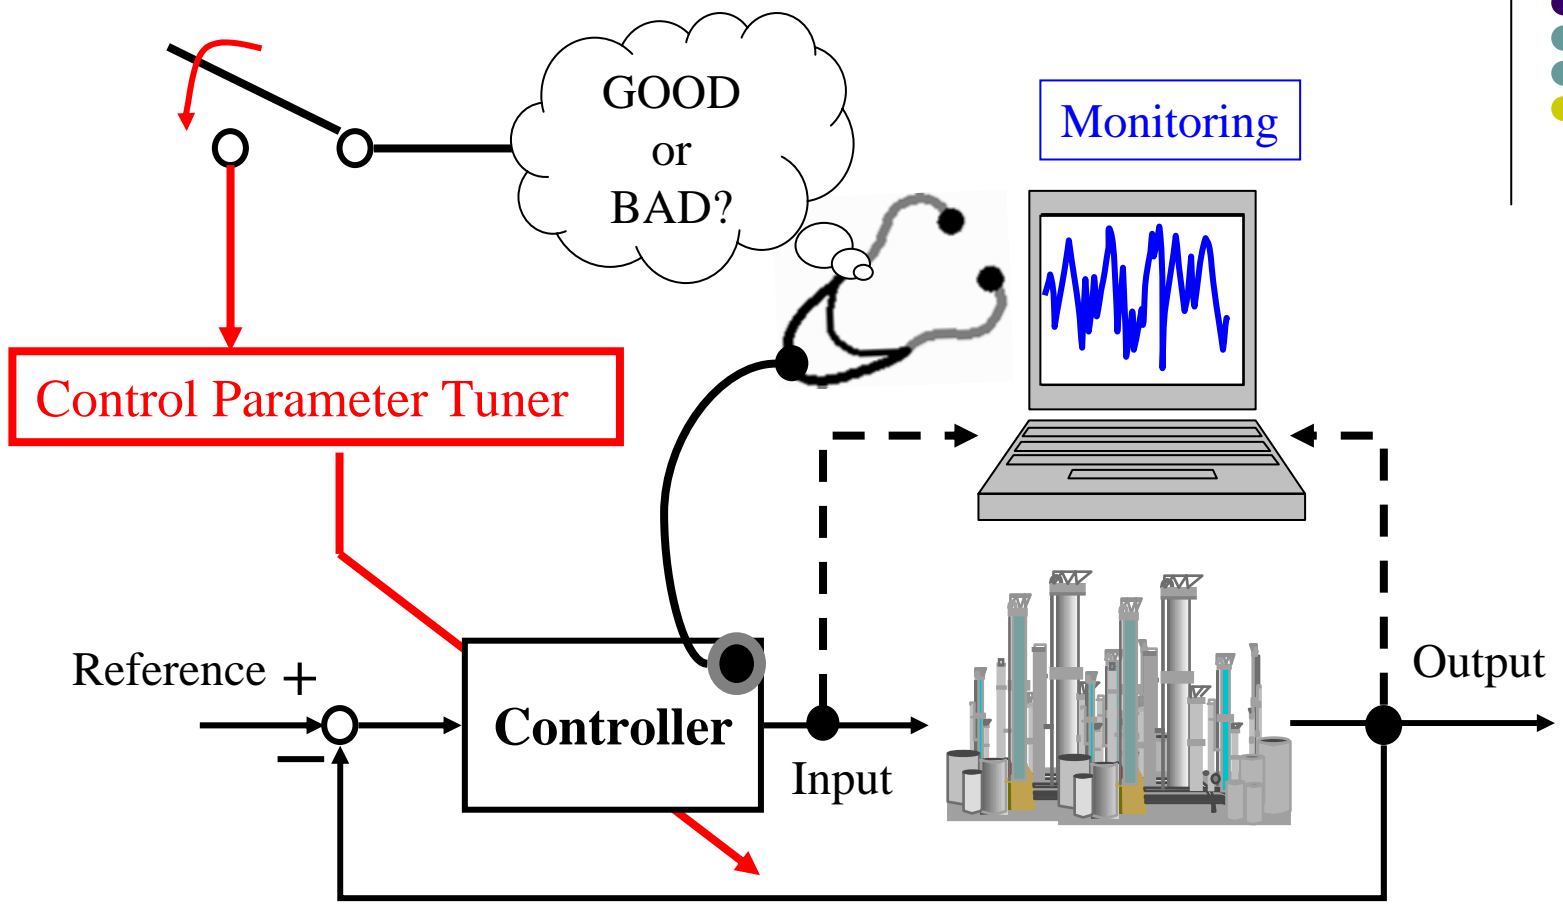 GOOD
or
BAD?
Monitoring
Control Parameter Tuner
Reference +
−
Controller
Input
Output